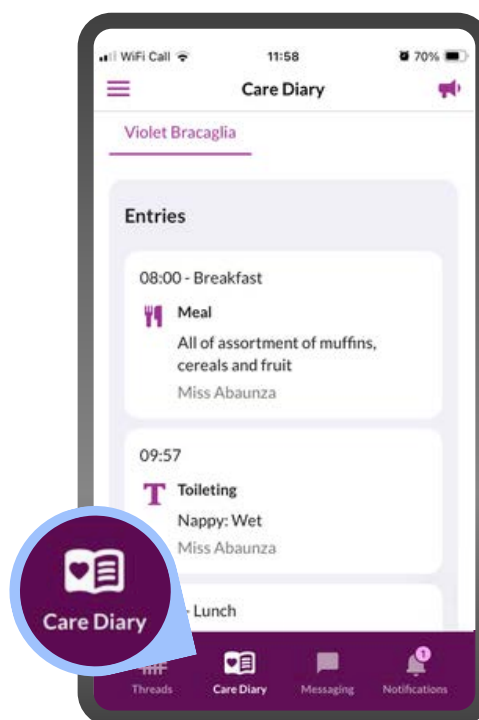 WiFi Call 11:58 70%
Care Diary
Violet Bracaglia
Entries
08:00 - Breakfast
Meal
All of assortment of muffins,
cereals and fruit
Miss Abaunza
09:57
T Toileting
Nappy: Wet
Miss Abaunza
- Lunch
Care Diary
1
Threads Care Diary Messaging Notifications